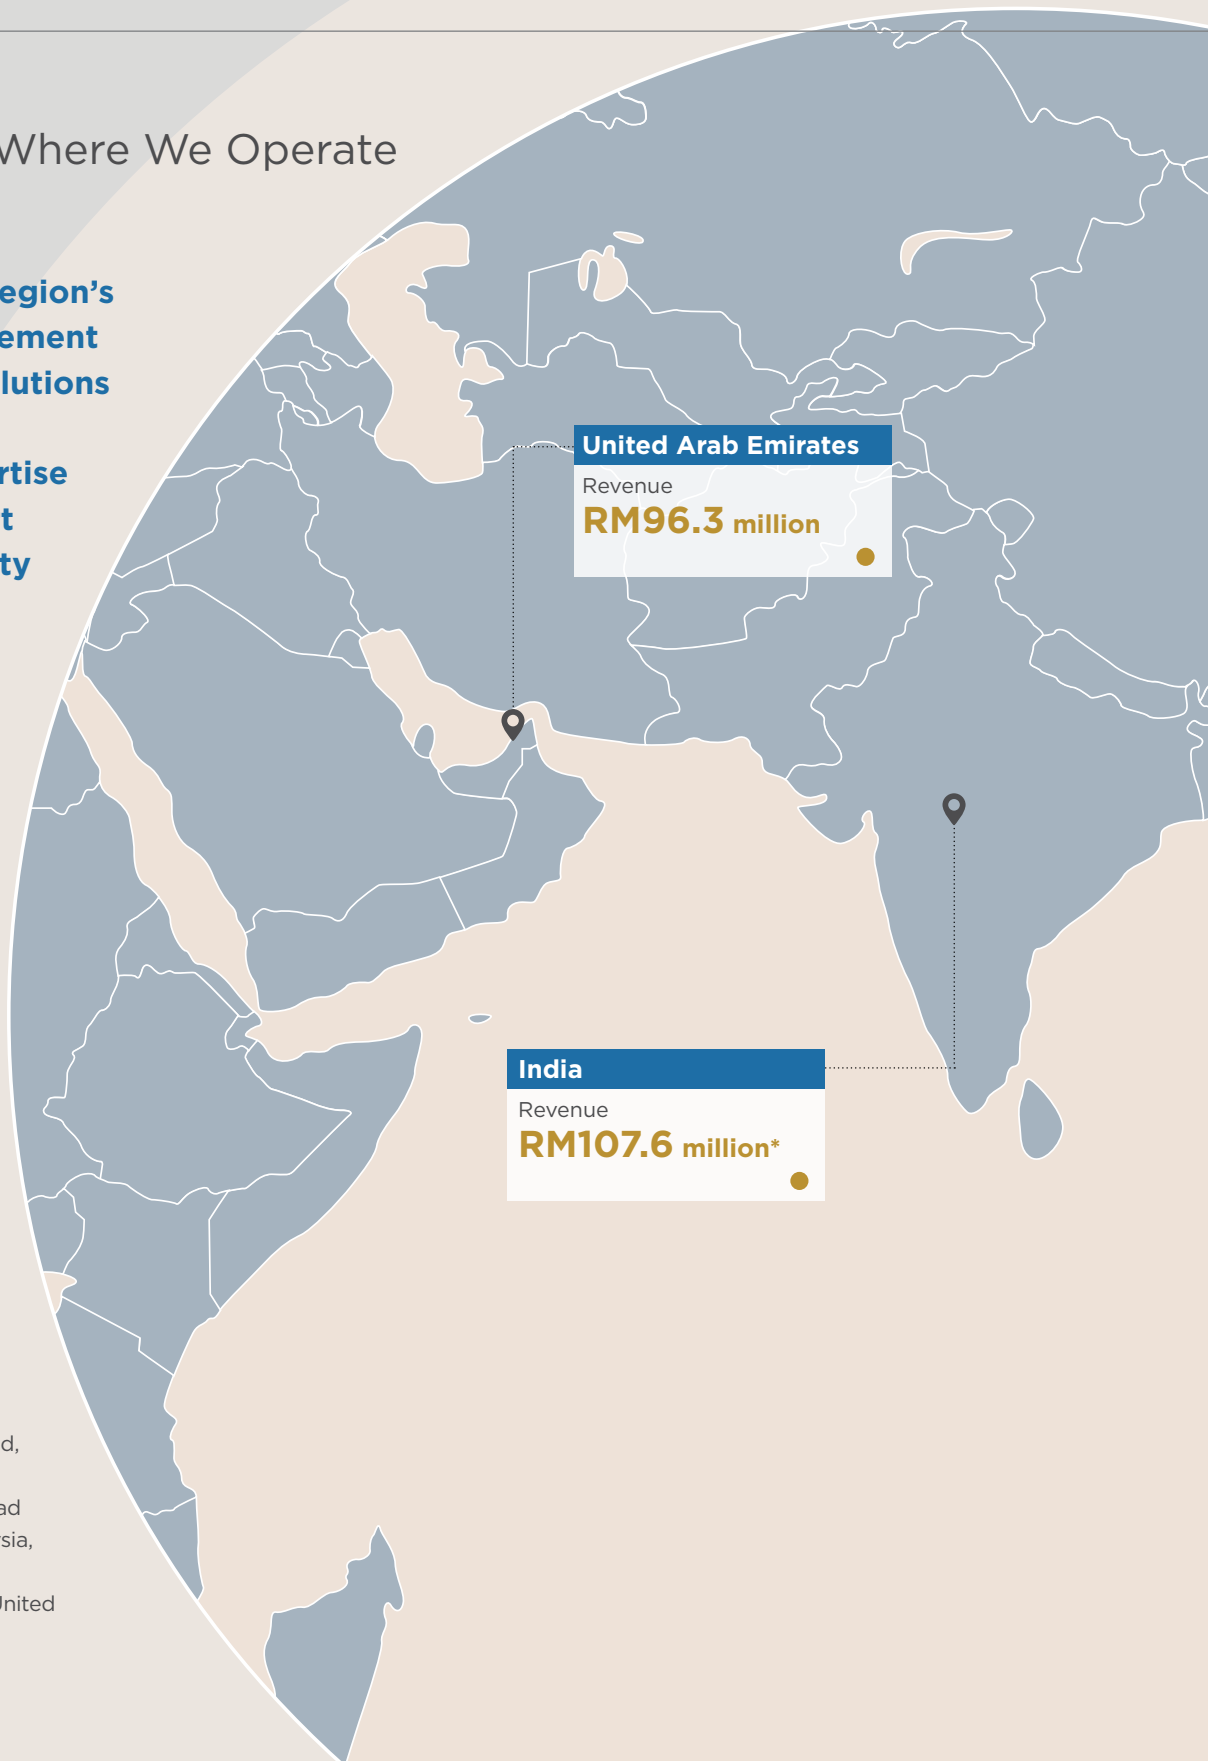 Where We Operate
egion's
ement
lutions
rtise
t
ty
United Arab Emirates
Revenue
RM96.3 million
India
Revenue
RM107.6 million*
d,
ad
sia,
United